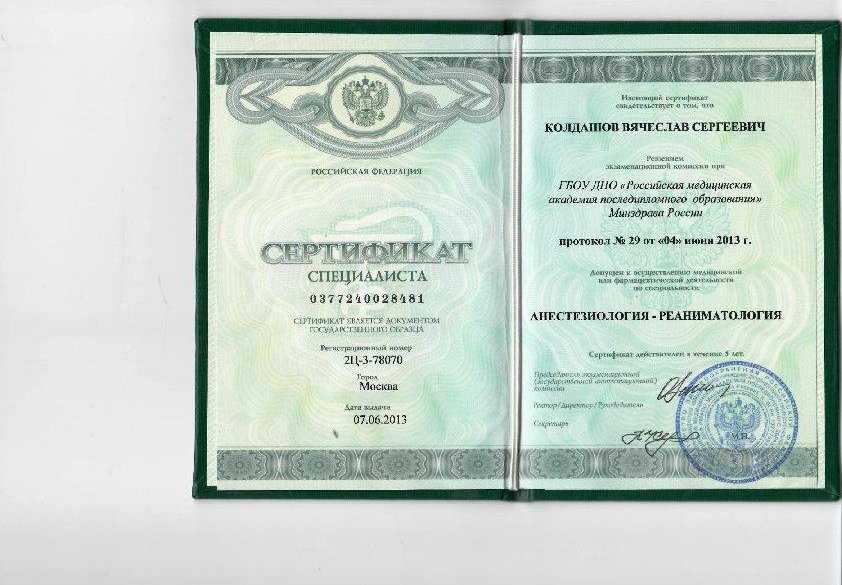 РОССИЙСКАЯ ФЕДЕРАЦИЯ
СЕРТИФИКАТ
СПЕЦИАЛИСТА
0377240028481
СЕРТИФИКАТ ЯВЛЯЕТСЯ ДОКУМЕНТОМ
ГОСУДАРСТВЕННОГО ОБРАЗЦА
Регистрационный номер
2Ц-3-78070
Город
Москва
Дата выдачи
07.06.2013
Настоящий сертификат
свидетельствует о том, что
КОЛДАШОВ ВЯЧЕСЛАВ СЕРГЕЕВИЧ
Решением
экзаменационной комиссии при
ГБОУ ДПО «Российская медицинская
академия последипломного образования»
Минздрава России
протокол № 29 от «04» июня 2013 г.
Допущен к осуществлению медицинской
или фармацевтической деятельности
по специальности
АНЕСТЕЗИОЛОГИЯ - РЕАНИМАТОЛОГИЯ
Сертификат действителен в течение 5 лет.
Председатель экзаменационной
(государственной аттестационной)
комиссии
Ректор/Директор/Руководитель
Секретарь
М.П.